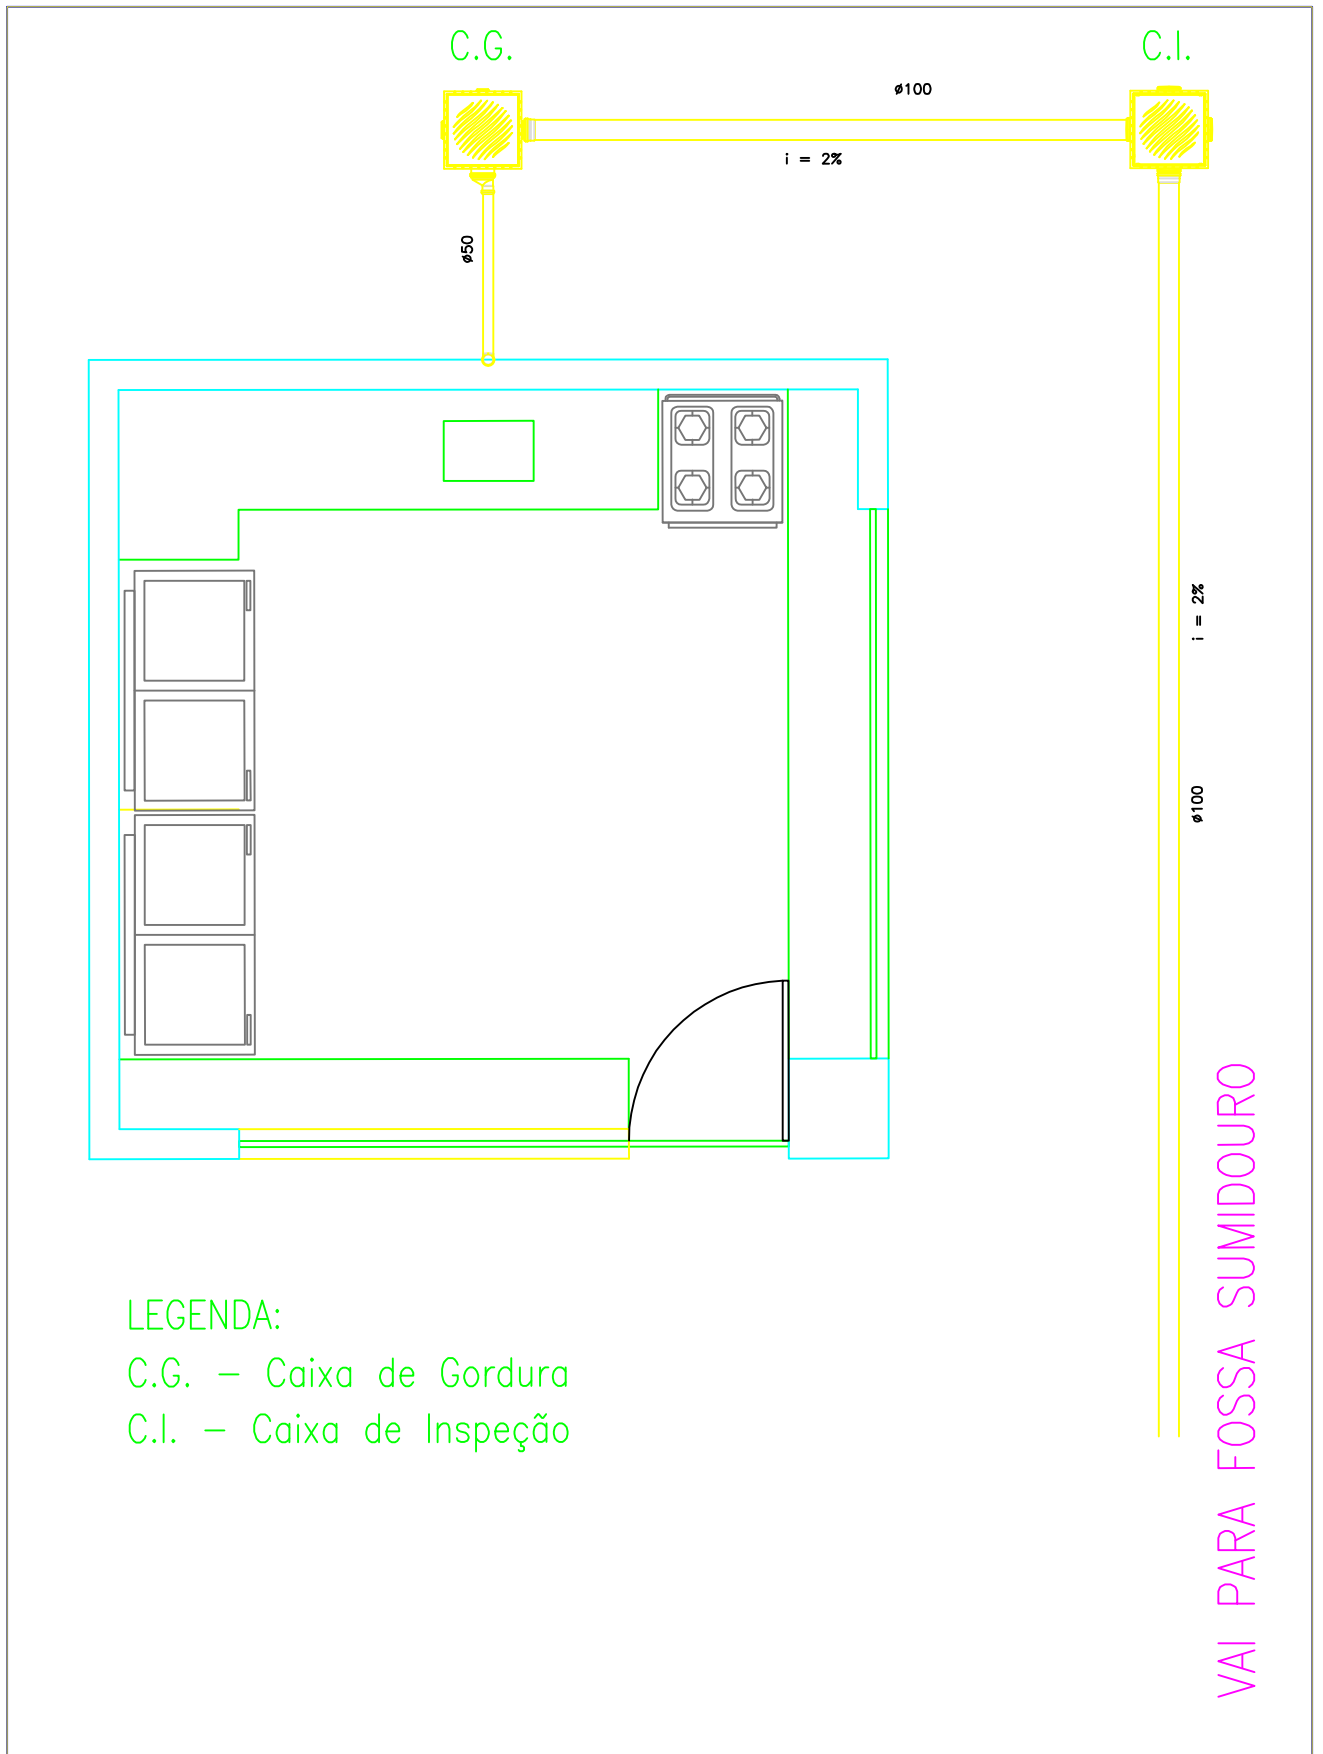 C.G.
C.I.
ø100
i = 2%
ø50
i = 2%
ø100
VAI PARA FOSSA SUMIDOURO
LEGENDA:
C.G. – Caixa de Gordura
C.I. – Caixa de Inspeção